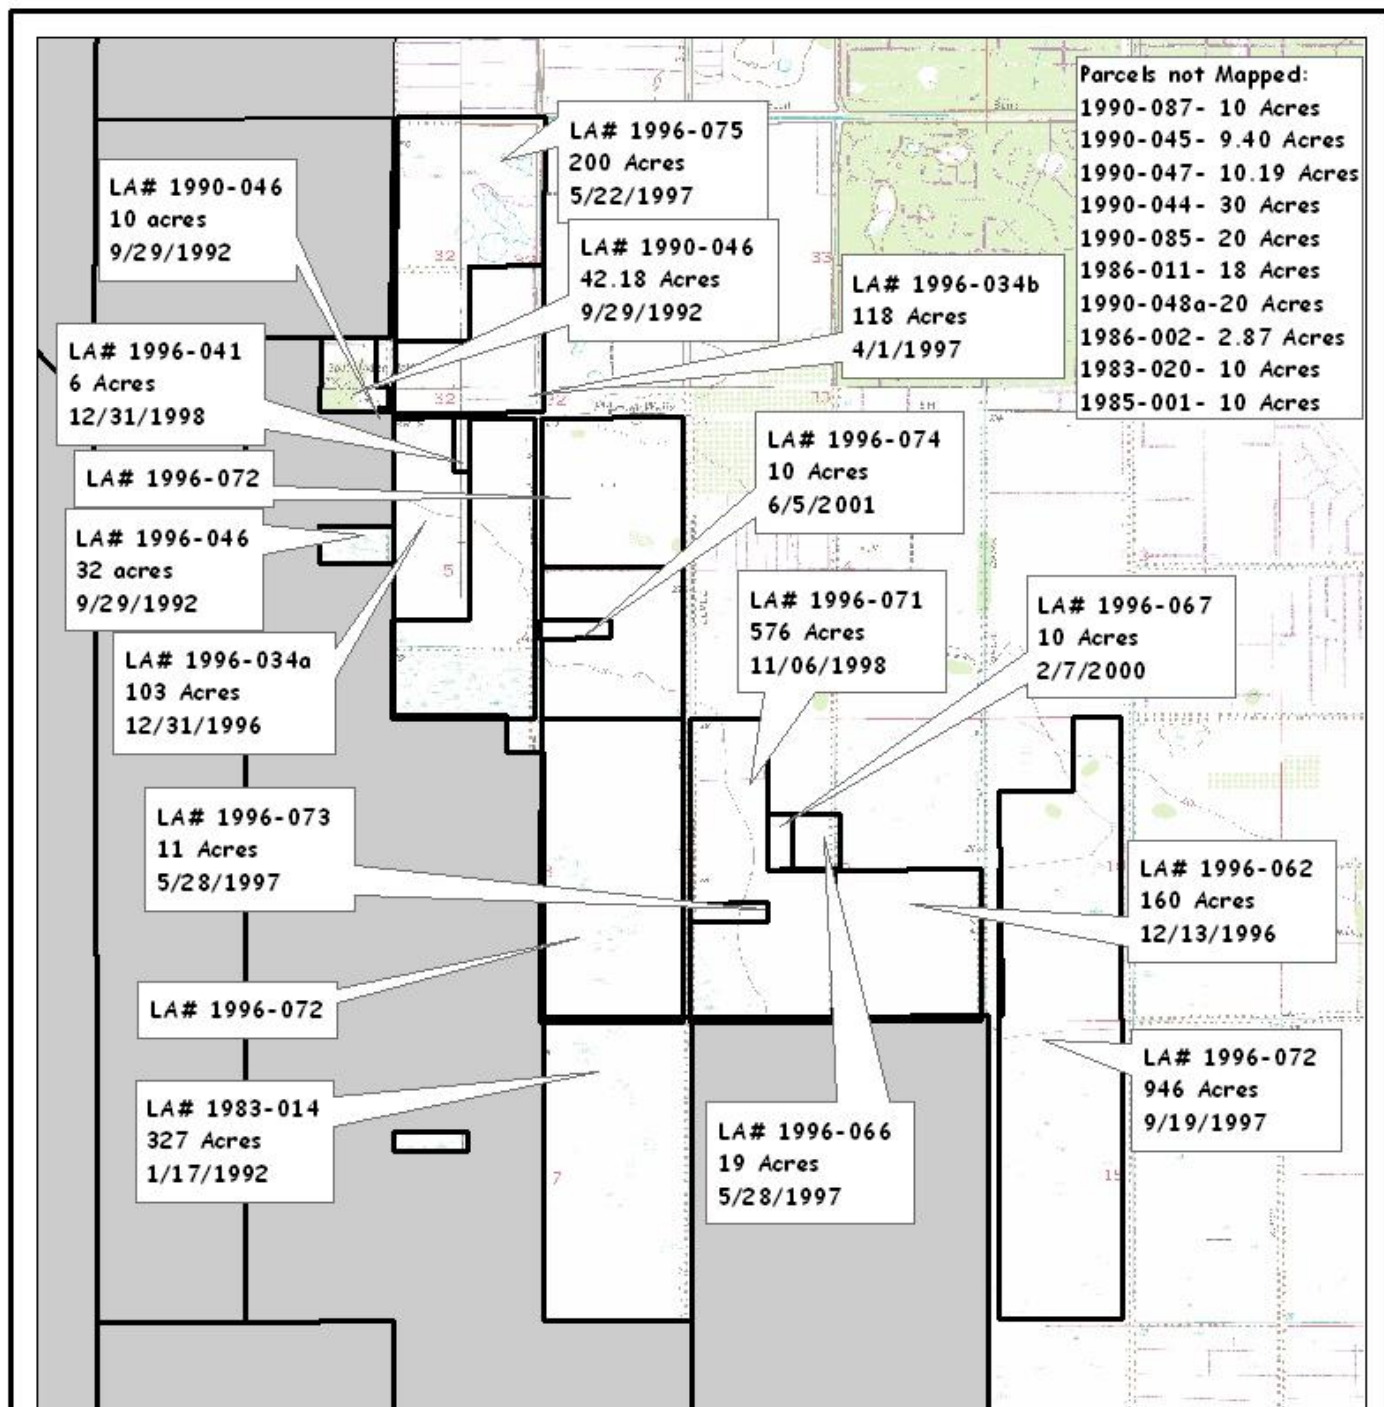 Parcels not Mapped:
1990-087- 10 Acres
1990-045- 9.40 Acres
1990-047- 10.19 Acres
1990-044- 30 Acres
1990-085- 20 Acres
1986-011- 18 Acres
1990-048a-20 Acres
1986-002- 2.87 Acres
1983-020- 10 Acres
1985-001- 10 Acres
LA# 1996-075
200 Acres
5/22/1997
LA# 1990-046
10 acres
9/29/1992
LA# 1990-046
42.18 Acres
9/29/1992
LA# 1996-034b
118 Acres
4/1/1997
32
33
32
33
LA# 1996-041
6 Acres
12/31/1998
LA# 1996-074
10 Acres
6/5/2001
LA# 1996-072
LA# 1996-046
32 acres
9/29/1992
5
LA# 1996-071
576 Acres
11/06/1998
LA# 1996-067
10 Acres
2/7/2000
LA# 1996-034a
103 Acres
12/31/1996
LA# 1996-073
11 Acres
5/28/1997
LA# 1996-062
160 Acres
12/13/1996
LA# 1996-072
LA# 1996-072
946 Acres
9/19/1997
LA# 1983-014
327 Acres
1/17/1992
LA# 1996-066
19 Acres
5/28/1997
7
15